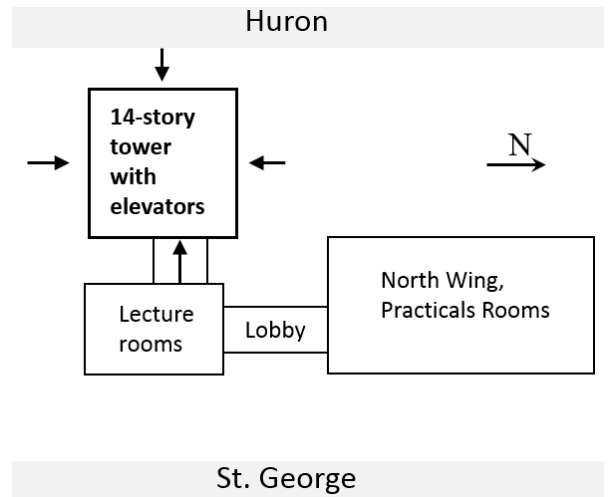 Huron
14-story
tower
with
elevators
N
North Wing,
Practicals Rooms
Lecture
rooms
Lobby
St. George